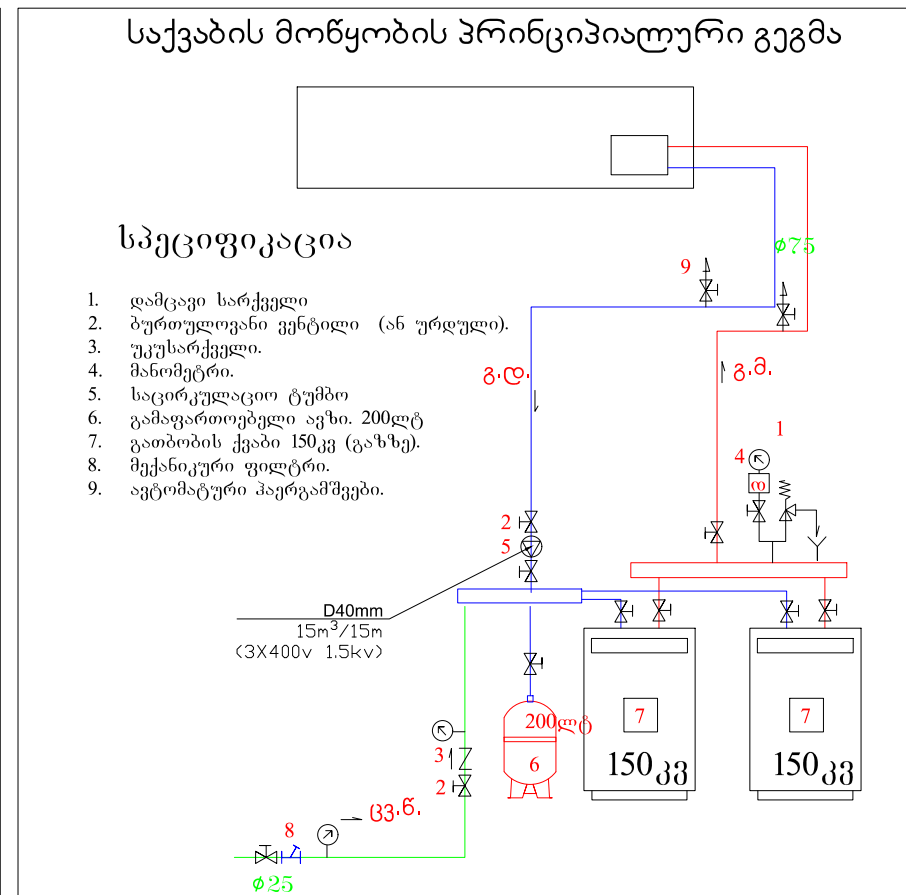 საქვაბის მოწყობის პრინციპიალური გეგმა
სპეციფიკაცია
1. დამცავი სარქველი
2. ბურთულოვანი ვენტილი (ან ურდული).
3. უკუსარქველი.
4. მანომეტრი.
5. საცირკულაციო ტუმბო
6. გამაფართოებელი ავზი. 200ლტ
7. გათბობის ქვაბი 150კვ (გაზზე).
8. მექანიკური ფილტრი.
9. ავტომატური ჰაერგამშვები.
ø75
9
გ.დ.
გ.მ.
1
4
თ
2
5
D40mm
15m³/15m
(3X400v 1.5kv)
200ლტ
6
7
7
150კვ
150კვ
3
2
ცვ.წ.
8
ø25